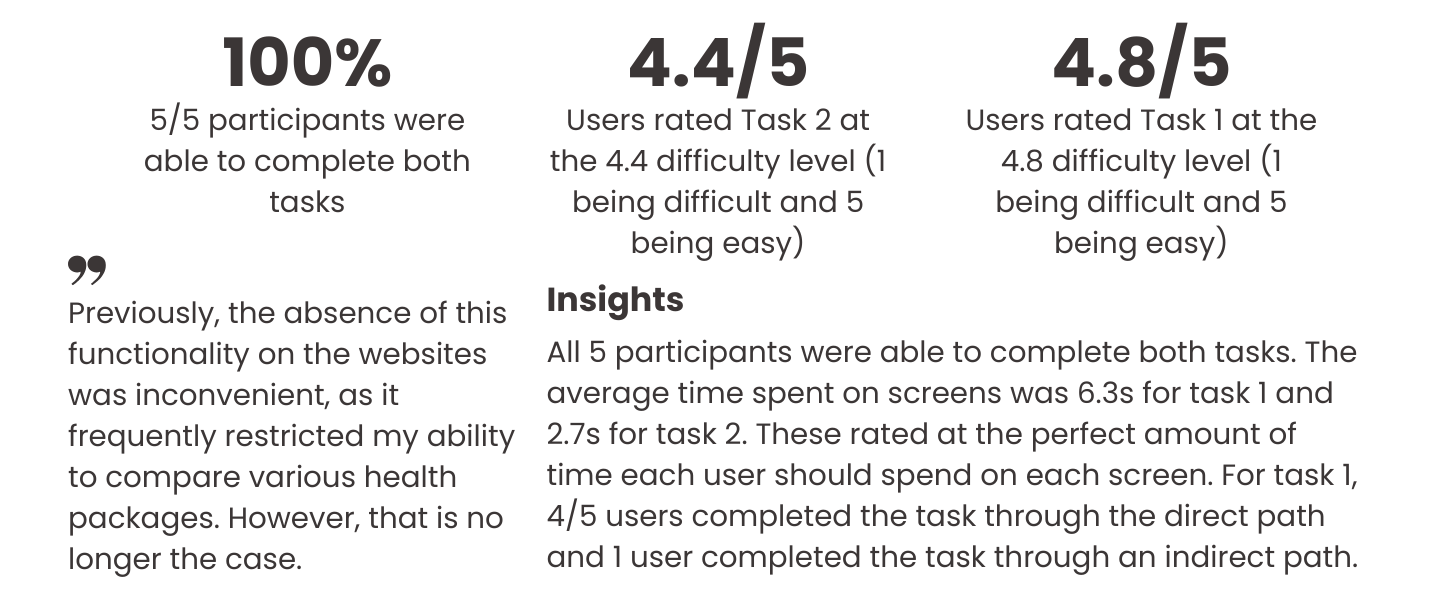 100%
5/5 participants were
able to complete both
tasks
4.4/5
Users rated Task 2 at
the 4.4 difficulty level (1
being difficult and 5
being easy)
4.8/5
Users rated Task 1 at the
4.8 difficulty level (1
being difficult and 5
being easy)
”
Previously, the absence of this
functionality on the websites
was inconvenient, as it
frequently restricted my ability
to compare various health
packages. However, that is no
longer the case.
Insights
All 5 participants were able to complete both tasks. The
average time spent on screens was 6.3s for task 1 and
2.7s for task 2. These rated at the perfect amount of
time each user should spend on each screen. For task 1,
4/5 users completed the task through the direct path
and 1 user completed the task through an indirect path.